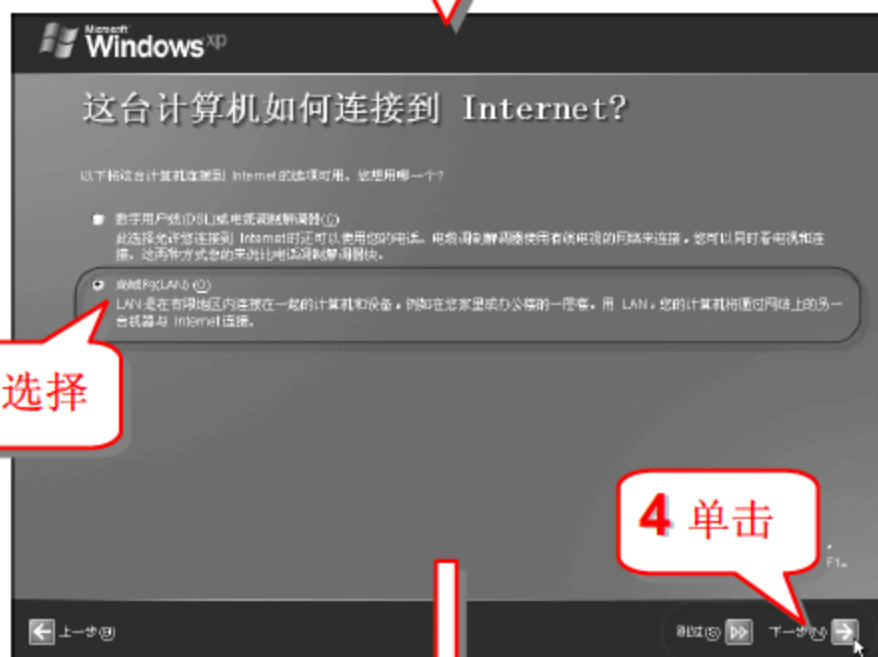 Microsoft
Windows xp
这台计算机如何连接到 Internet?
以下将这台计算机连接到 Internet 的选项可用。您想用哪一个?
数字用户线(DSL)或电缆调制解调器(C)
此选择允许您连接到 Internet时还可以使用您的电话。电缆调制解调器使用有线电视的网络来连接，您可以同时看电视和连
接。这两种方式总的来说比电话调制解调器快。
局域网(LAN)(O)
LAN 是在有限地区内连接在一起的计算机和设备，例如在您家里或办公楼的一层楼。用 LAN，您的计算机将通过网络上的另一
台机器与 Internet 连接。
选择
4 单击
F1。
上一步(B)
跳过(S)
下一步(N)